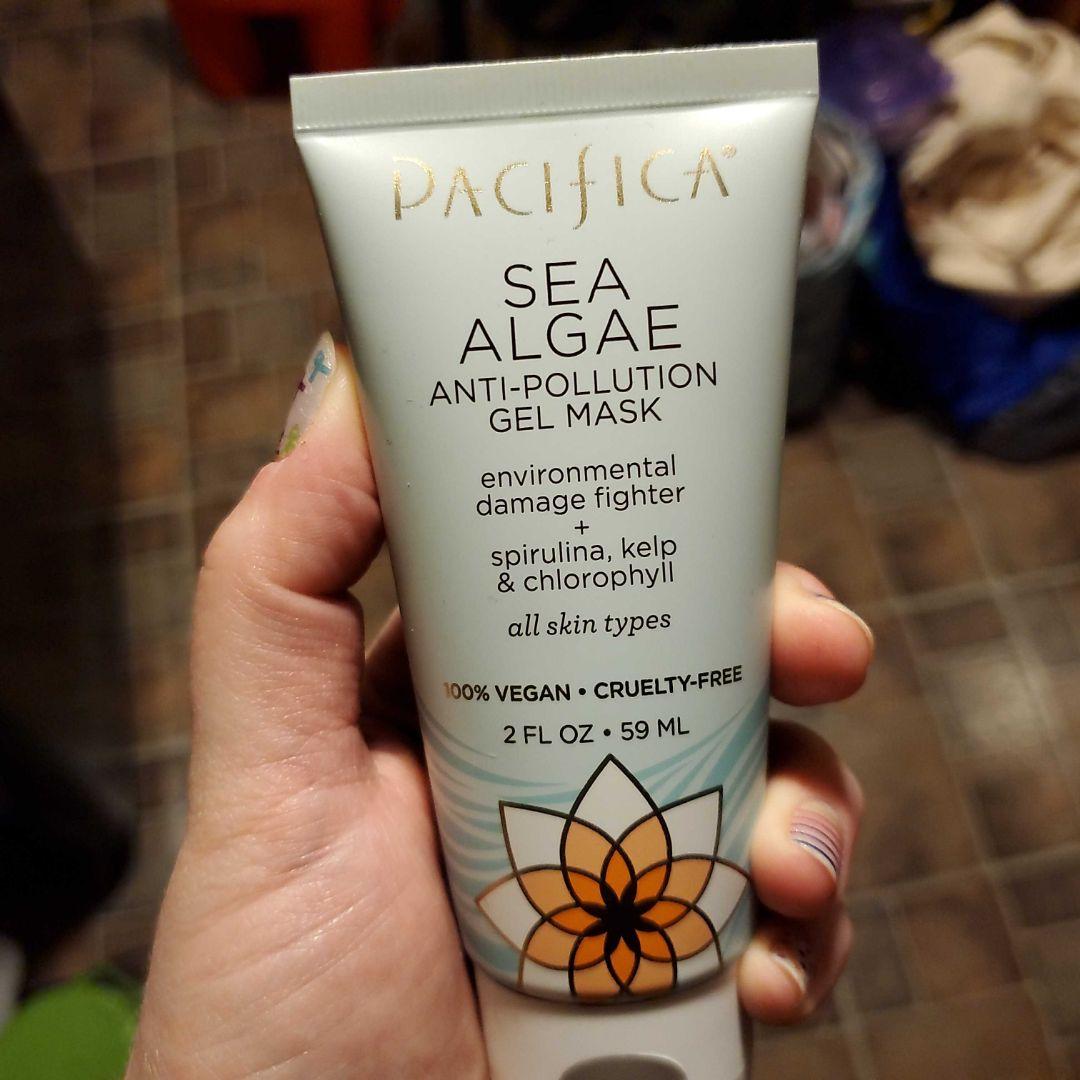 PACIFICA®
SEA
ALGAE
ANTI-POLLUTION
GEL MASK
environmental
damage fighter
+
spirulina, kelp
& chlorophyll
all skin types
100% VEGAN • CRUELTY-FREE
2 FL OZ • 59 ML